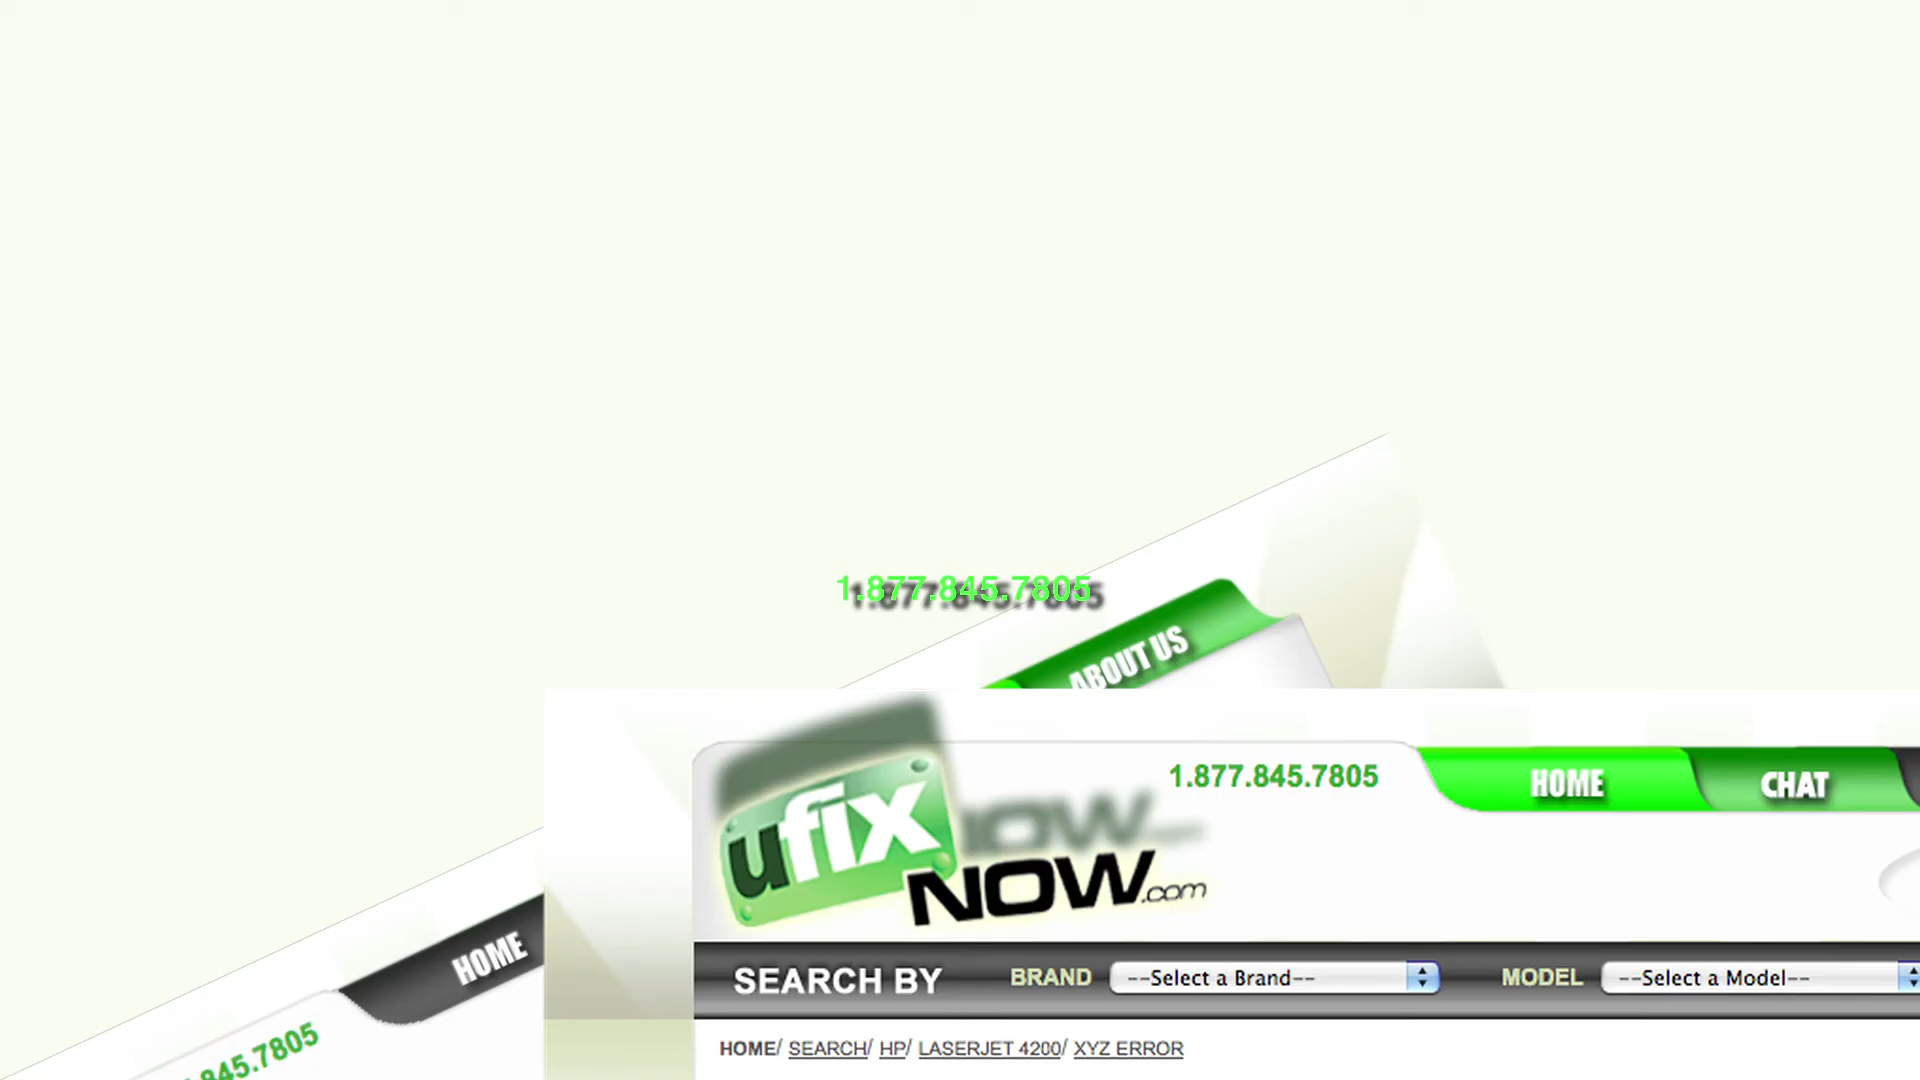 1.877.845.7805
ABOUT US
1.877.845.7805
HOME
CHAT
ufix
NOW.com
HOME
SEARCH BY BRAND --Select a Brand-- MODEL --Select a Model--
845.7805
HOME/ SEARCH/ HP/ LASERJET 4200/ XYZ ERROR